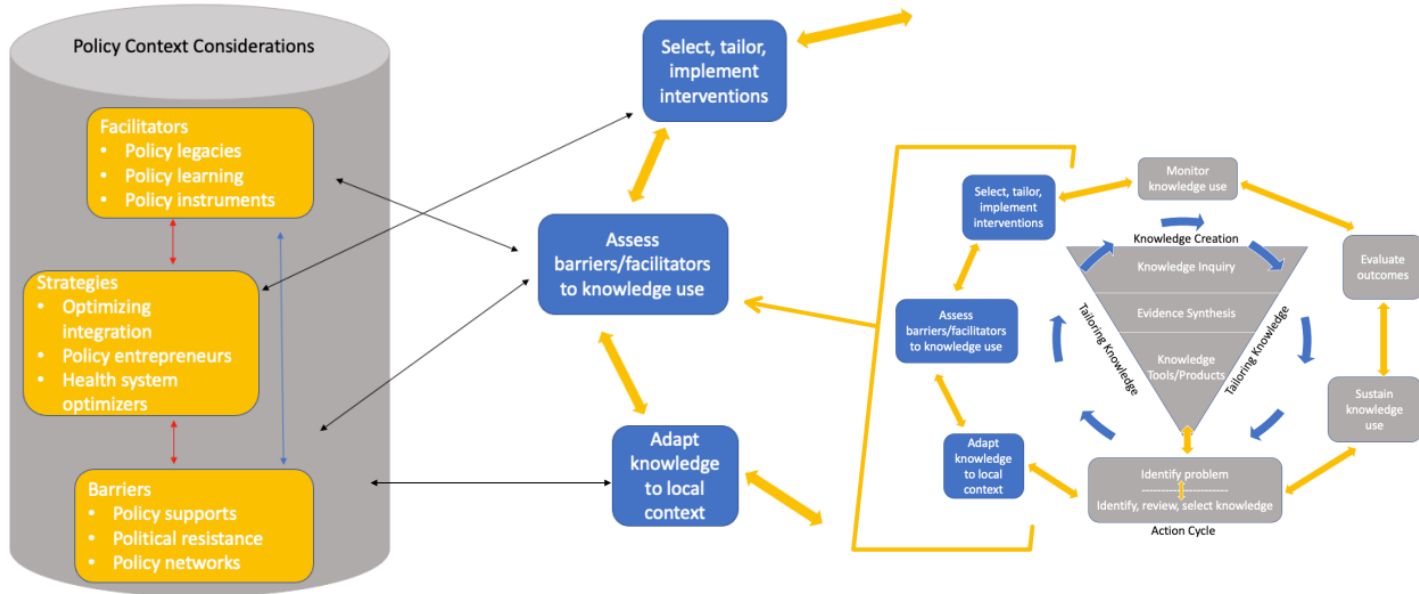 Policy Context Considerations
Facilitators
• Policy legacies
• Policy learning
• Policy instruments
Strategies
• Optimizing
integration
• Policy entrepreneurs
• Health system
optimizers
Barriers
• Policy supports
• Political resistance
• Policy networks
Select, tailor,
implement
interventions
Assess
barriers/facilitators
to knowledge use
Adapt
knowledge
to local
context
Select, tailor,
implement
interventions
Assess
barriers/facilitators
to knowledge use
Adapt
knowledge
to local
context
Monitor
knowledge use
Knowledge Creation
Knowledge Inquiry
Evidence Synthesis
Knowledge
Tools/Products
Tailoring Knowledge
Tailoring Knowledge
Evaluate
outcomes
Sustain
knowledge
use
Identify problem
------------------------
Identify, review, select knowledge
Action Cycle